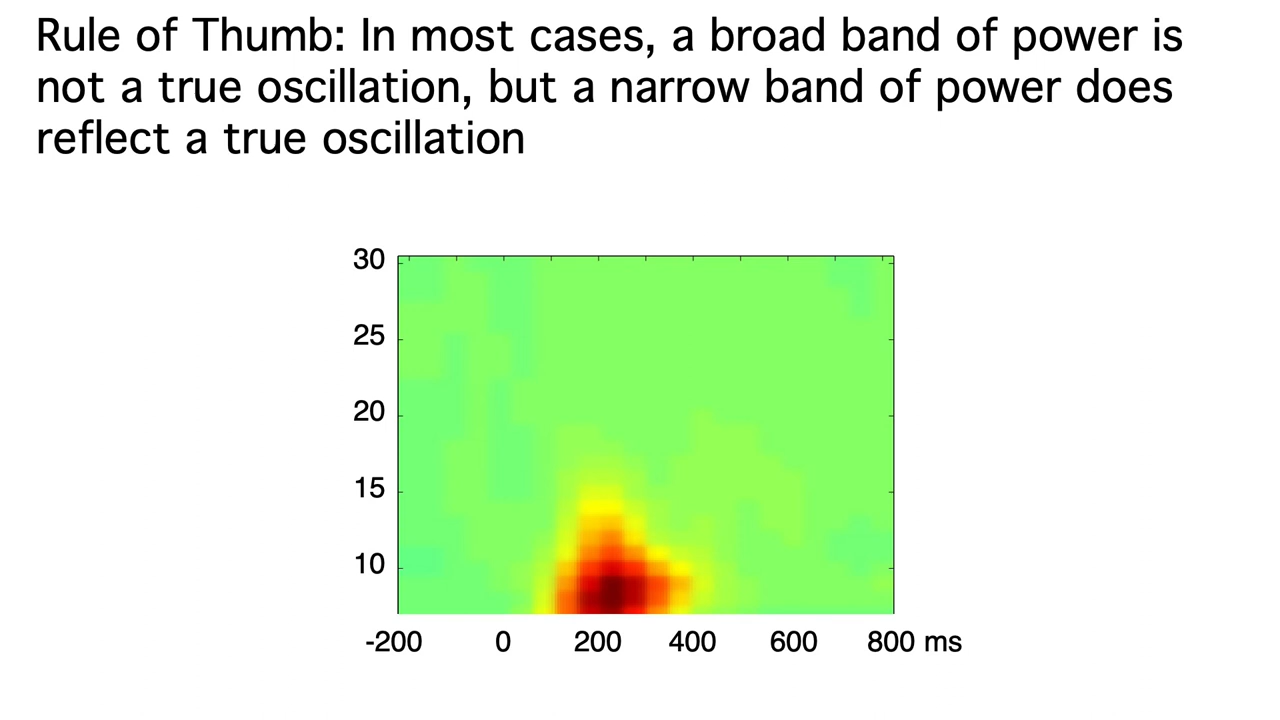 Rule of Thumb: In most cases, a broad band of power is
not a true oscillation, but a narrow band of power does
reflect a true oscillation
30
25
20
15
10
-200 0 200 400 600 800 ms